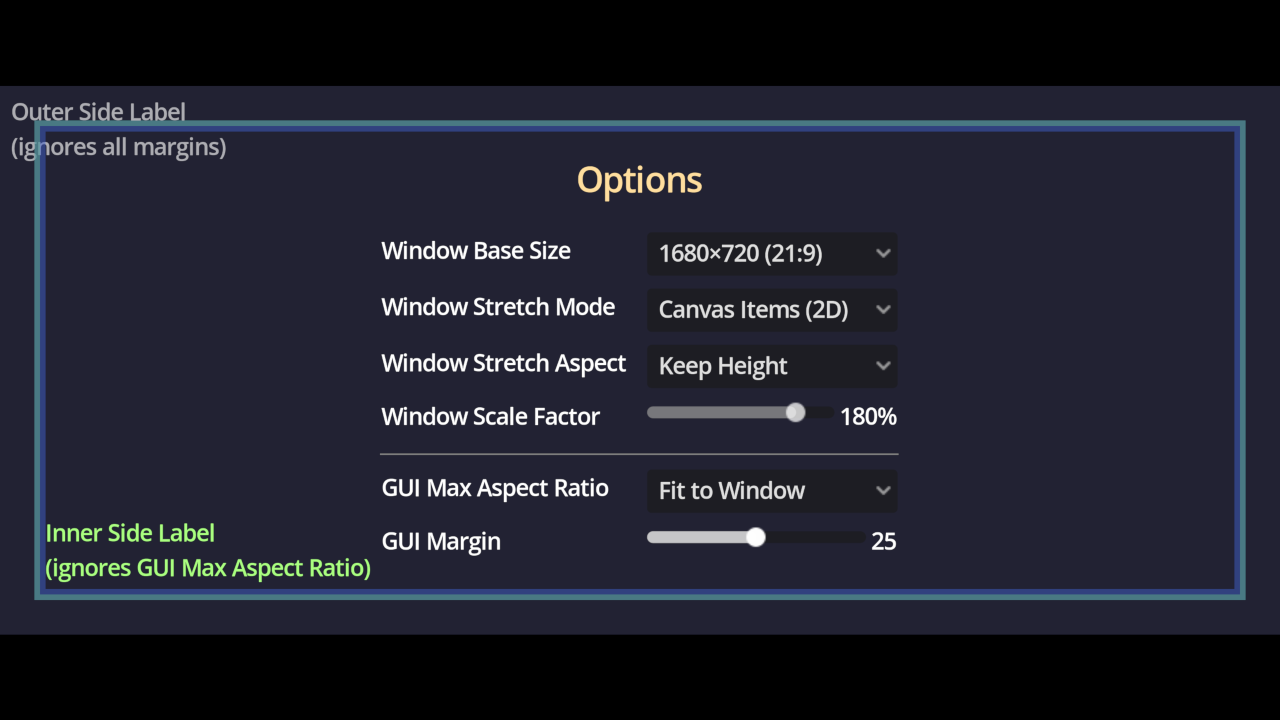 Outer Side Label
(ignores all margins)
Options
Window Base Size 1680×720 (21:9)
Window Stretch Mode Canvas Items (2D)
Window Stretch Aspect Keep Height
Window Scale Factor 180%
GUI Max Aspect Ratio Fit to Window
GUI Margin 25
Inner Side Label
(ignores GUI Max Aspect Ratio)